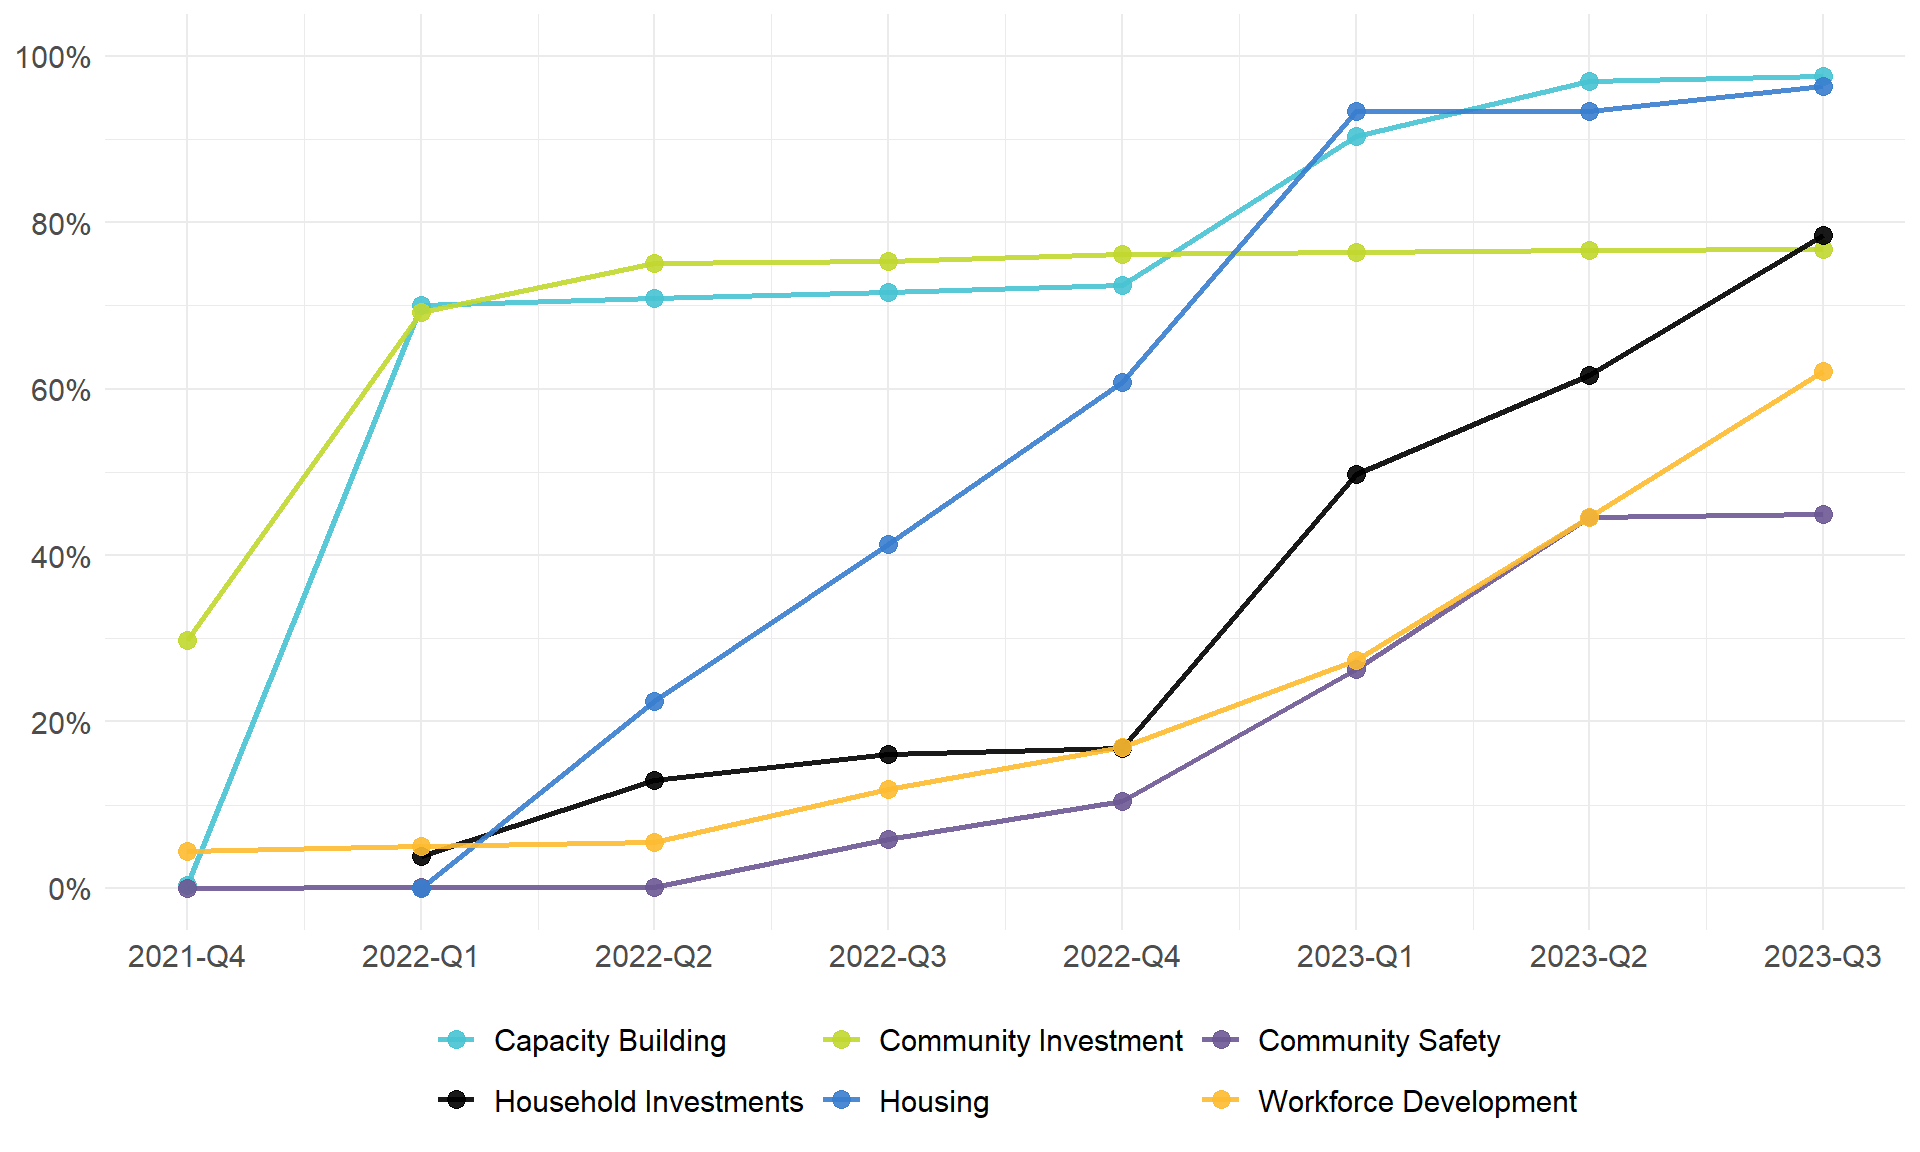 100%
80%
60%
40%
20%
0%
2021-Q4 2022-Q1 2022-Q2 2022-Q3 2022-Q4 2023-Q1 2023-Q2 2023-Q3
Capacity Building Community Investment Community Safety
Household Investments Housing Workforce Development